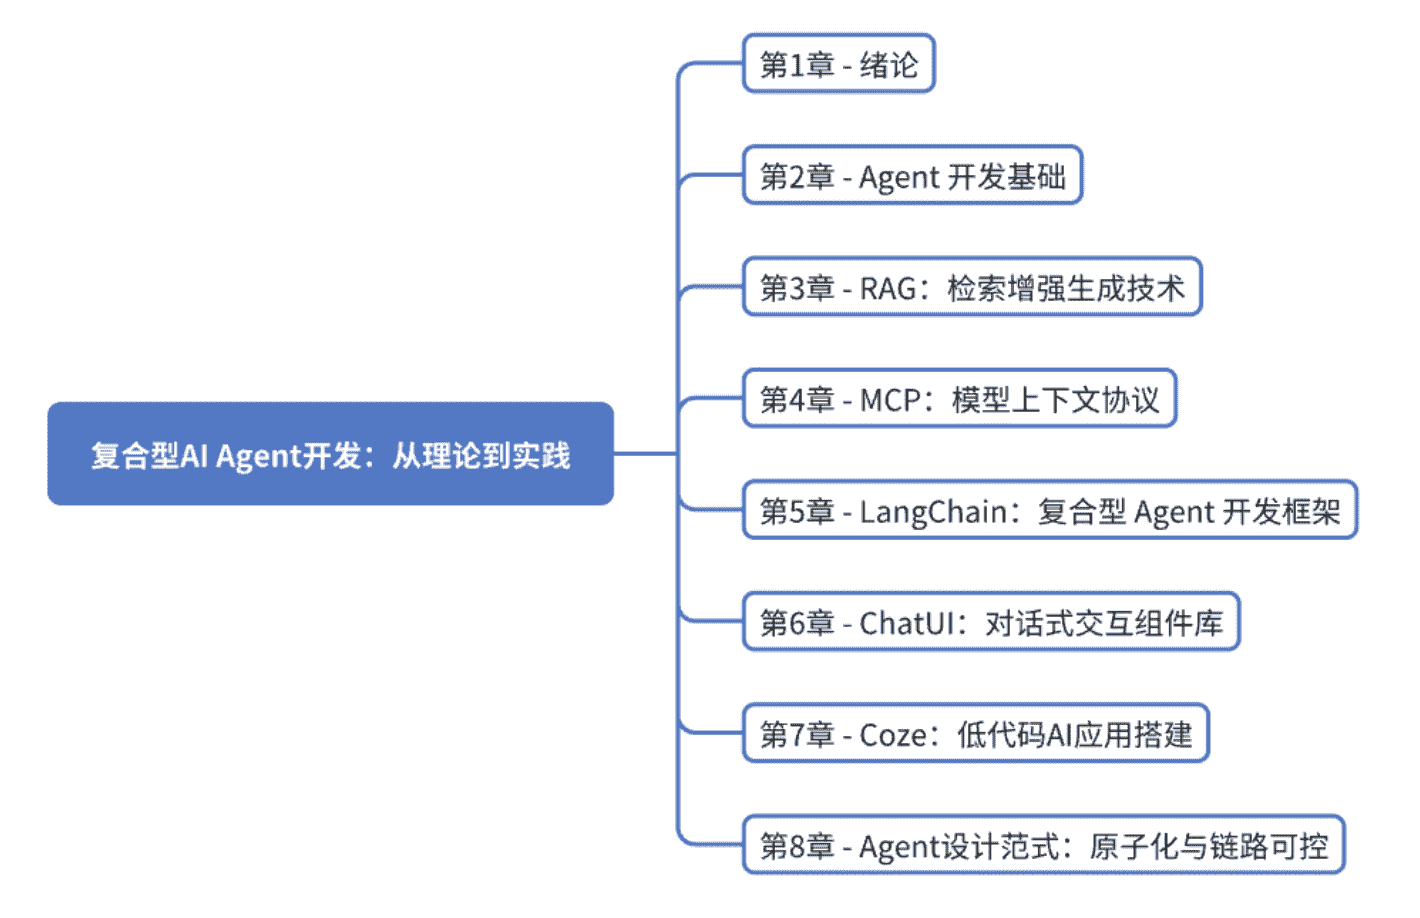 复合型AI Agent开发：从理论到实践
第1章 - 绪论
第2章 - Agent 开发基础
第3章 - RAG：检索增强生成技术
第4章 - MCP：模型上下文协议
第5章 - LangChain：复合型 Agent 开发框架
第6章 - ChatUI：对话式交互组件库
第7章 - Coze：低代码AI应用搭建
第8章 - Agent设计范式：原子化与链路可控